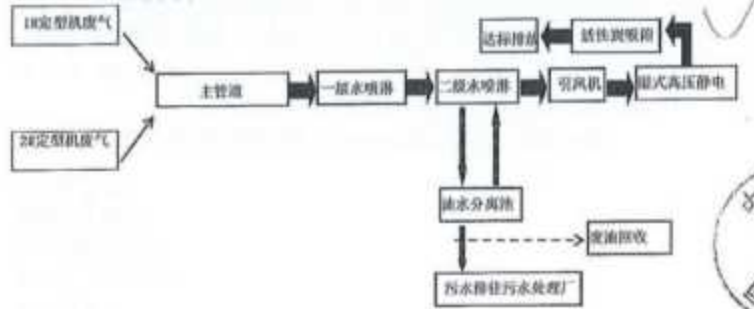 1#定型机废气
2#定型机废气
主管道
一级水喷淋
二级水喷淋
引风机
湿式高压静电
活性炭吸附
达标排放
油水分离池
废油回收
污水排往污水处理厂